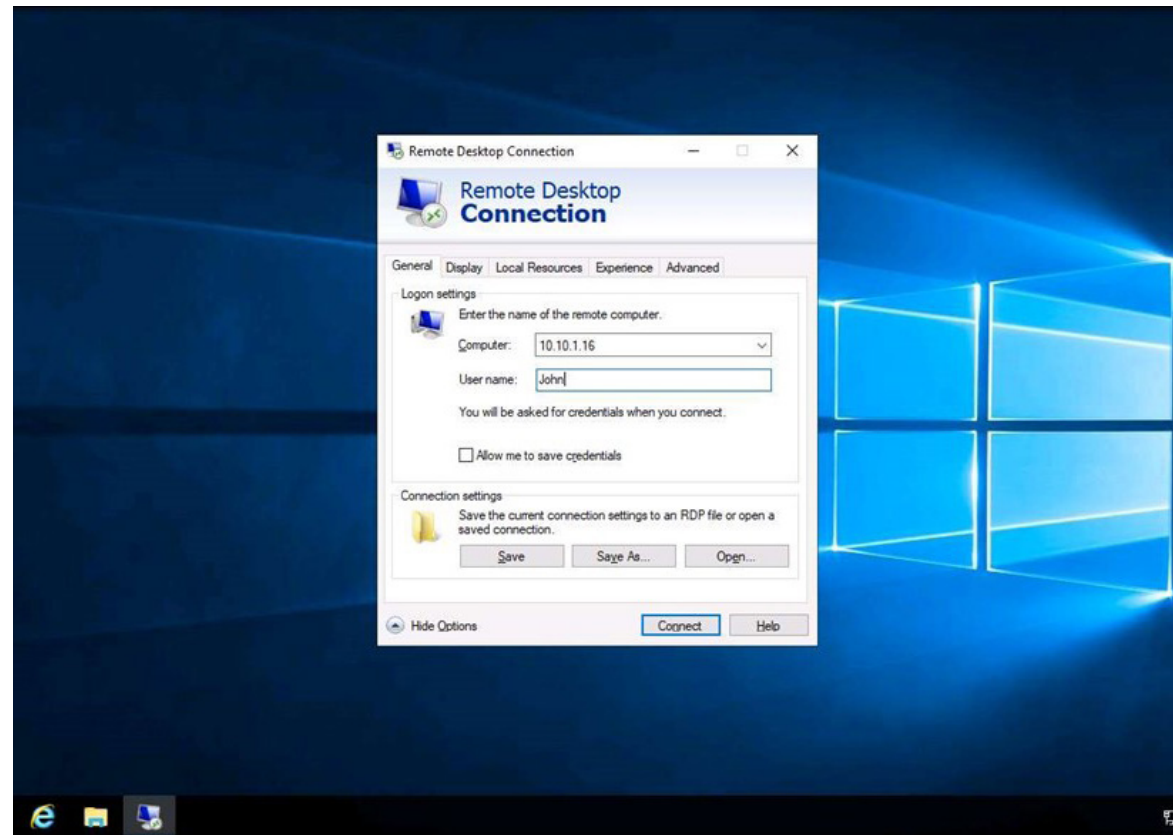 Remote Desktop Connection
Remote Desktop
Connection
General Display Local Resources Experience Advanced
Logon settings
Enter the name of the remote computer.
Computer: 10.10.1.16
User name: John
You will be asked for credentials when you connect.
Allow me to save credentials
Connection settings
Save the current connection settings to an RDP file or open a
saved connection.
Save Save As... Open...
Hide Options Connect Help